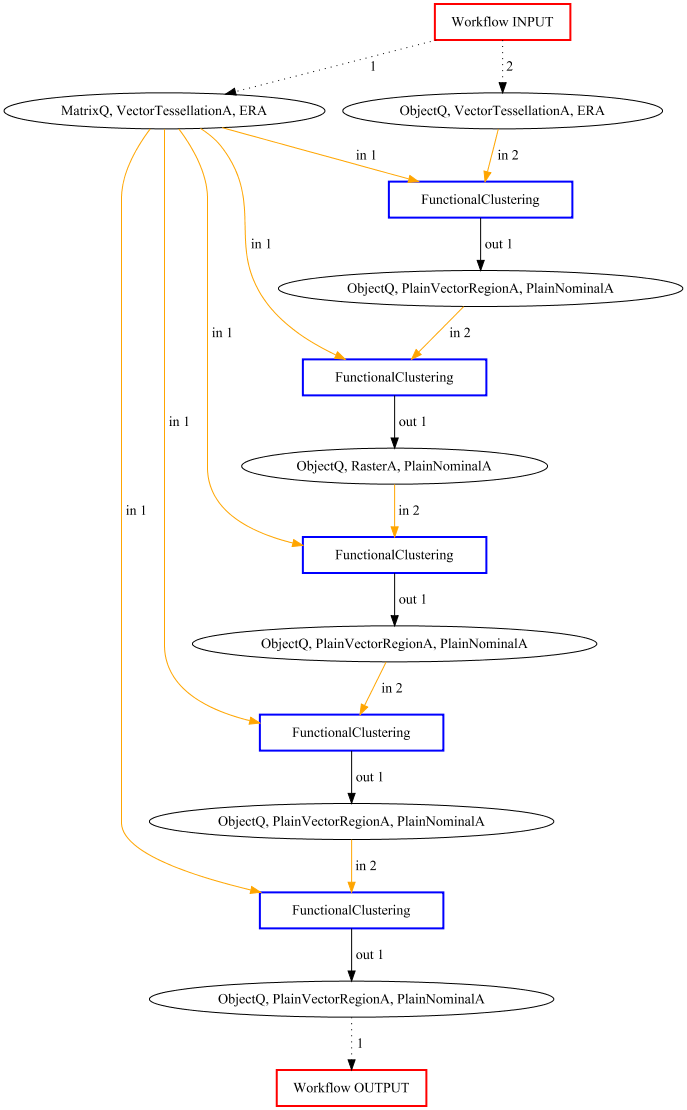 Workflow INPUT
1
2
MatrixQ, VectorTessellationA, ERA
ObjectQ, VectorTessellationA, ERA
in 1
in 2
FunctionalClustering
in 1
out 1
ObjectQ, PlainVectorRegionA, PlainNominalA
in 1
in 2
FunctionalClustering
in 1
out 1
ObjectQ, RasterA, PlainNominalA
in 1
in 2
FunctionalClustering
out 1
ObjectQ, PlainVectorRegionA, PlainNominalA
in 2
FunctionalClustering
out 1
ObjectQ, PlainVectorRegionA, PlainNominalA
in 2
FunctionalClustering
out 1
ObjectQ, PlainVectorRegionA, PlainNominalA
1
Workflow OUTPUT